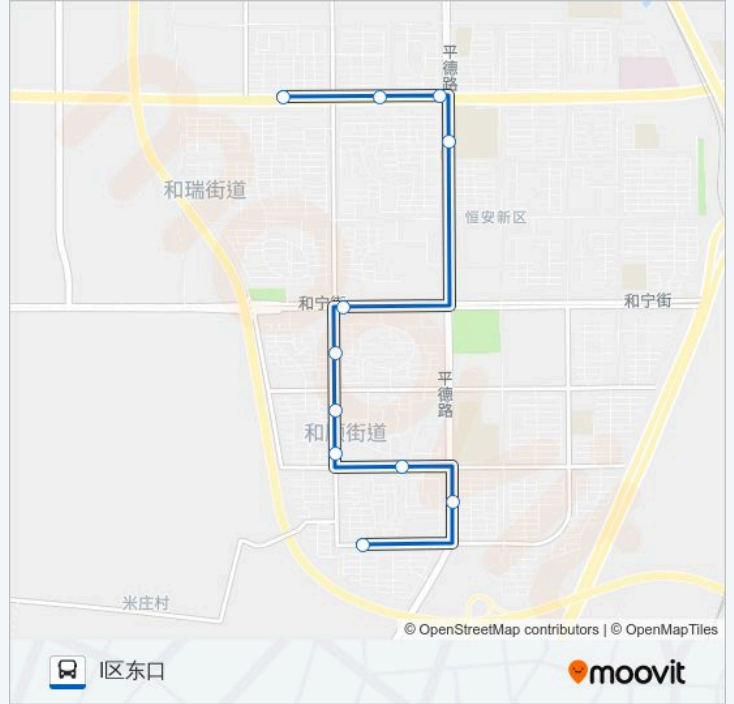 平德路
和瑞街道
恒安新区
和宁街
和宁街
平德路
和顺街道
米庄村
© OpenStreetMap contributors | © OpenMapTiles
I区东口
moovit